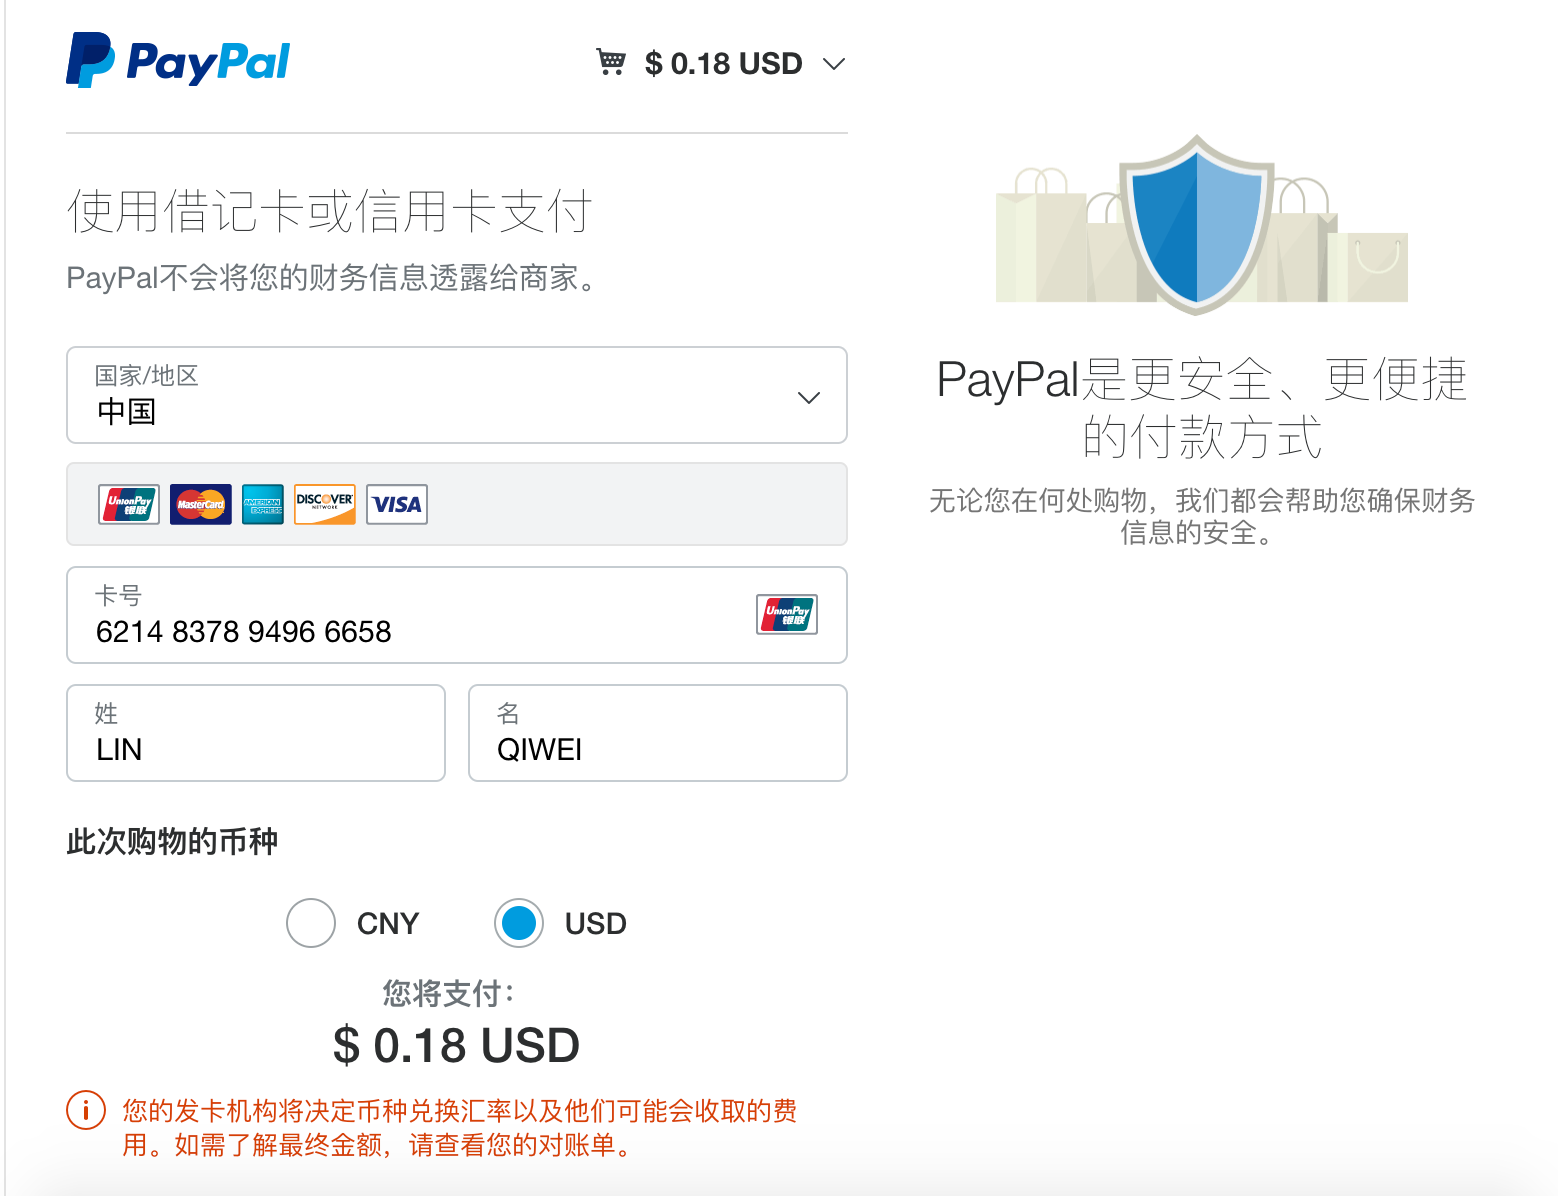 PayPal
$ 0.18 USD
使用借记卡或信用卡支付
PayPal不会将您的财务信息透露给商家。
国家/地区
中国
UnionPay 银联 MasterCard AMERICAN EXPRESS DISCOVER NETWORK VISA
卡号
6214 8378 9496 6658
UnionPay 银联
姓
LIN
名
QIWEI
此次购物的币种
CNY USD
您将支付：
$ 0.18 USD
您的发卡机构将决定币种兑换汇率以及他们可能会收取的费
用。如需了解最终金额，请查看您的对账单。
PayPal是更安全、更便捷
的付款方式
无论您在何处购物，我们都会帮助您确保财务
信息的安全。